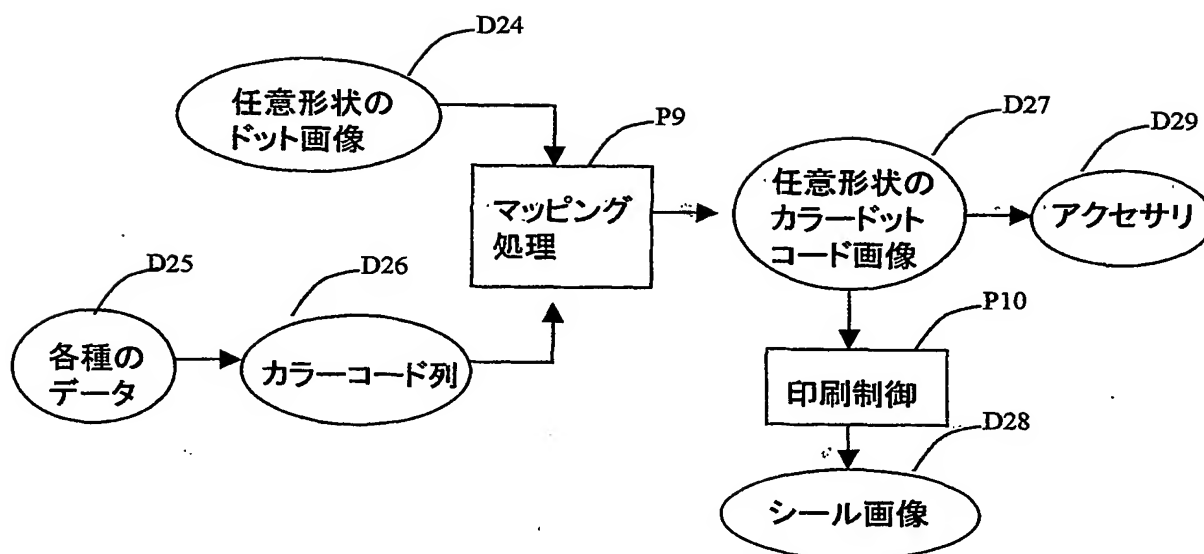 D24
任意形状の
ドット画像
P9
マッピング
処理
D27
任意形状の
カラードット
コード画像
D29
アクセサリ
D25
各種の
データ
D26
カラーコード列
P10
印刷制御
D28
シール画像